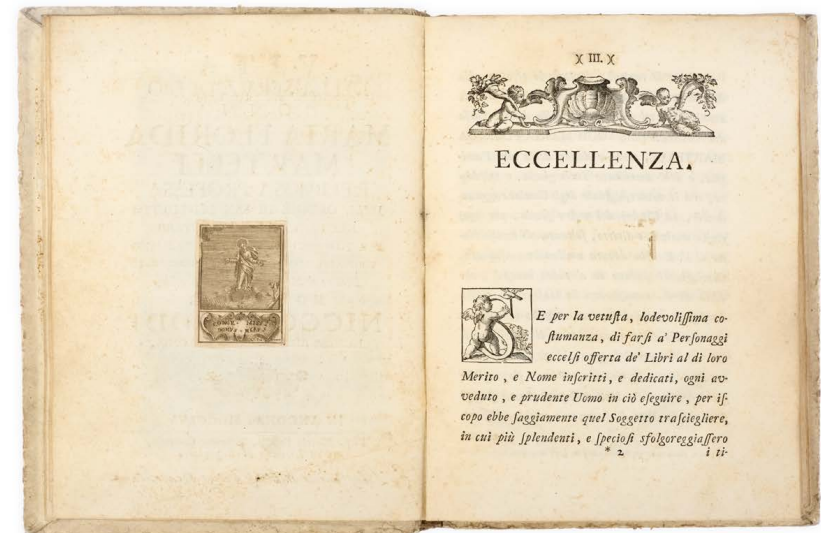 )( III. )(
ECCELLENZA.
SE per la vetuſta, lodevoliſſima co-
ſtumanza, di farſi a' Perſonaggi
eccelſi offerta de' Libri al di loro
Merito, e Nome inſcritti, e dedicati, ogni av-
veduto, e prudente Uomo in ciò eſeguire, per iſ-
copo ebbe ſaggiamente quel Soggetto traſciegliere,
in cui più ſplendenti, e ſpecioſi sfolgoreggiaſſero
* 2 i ti-